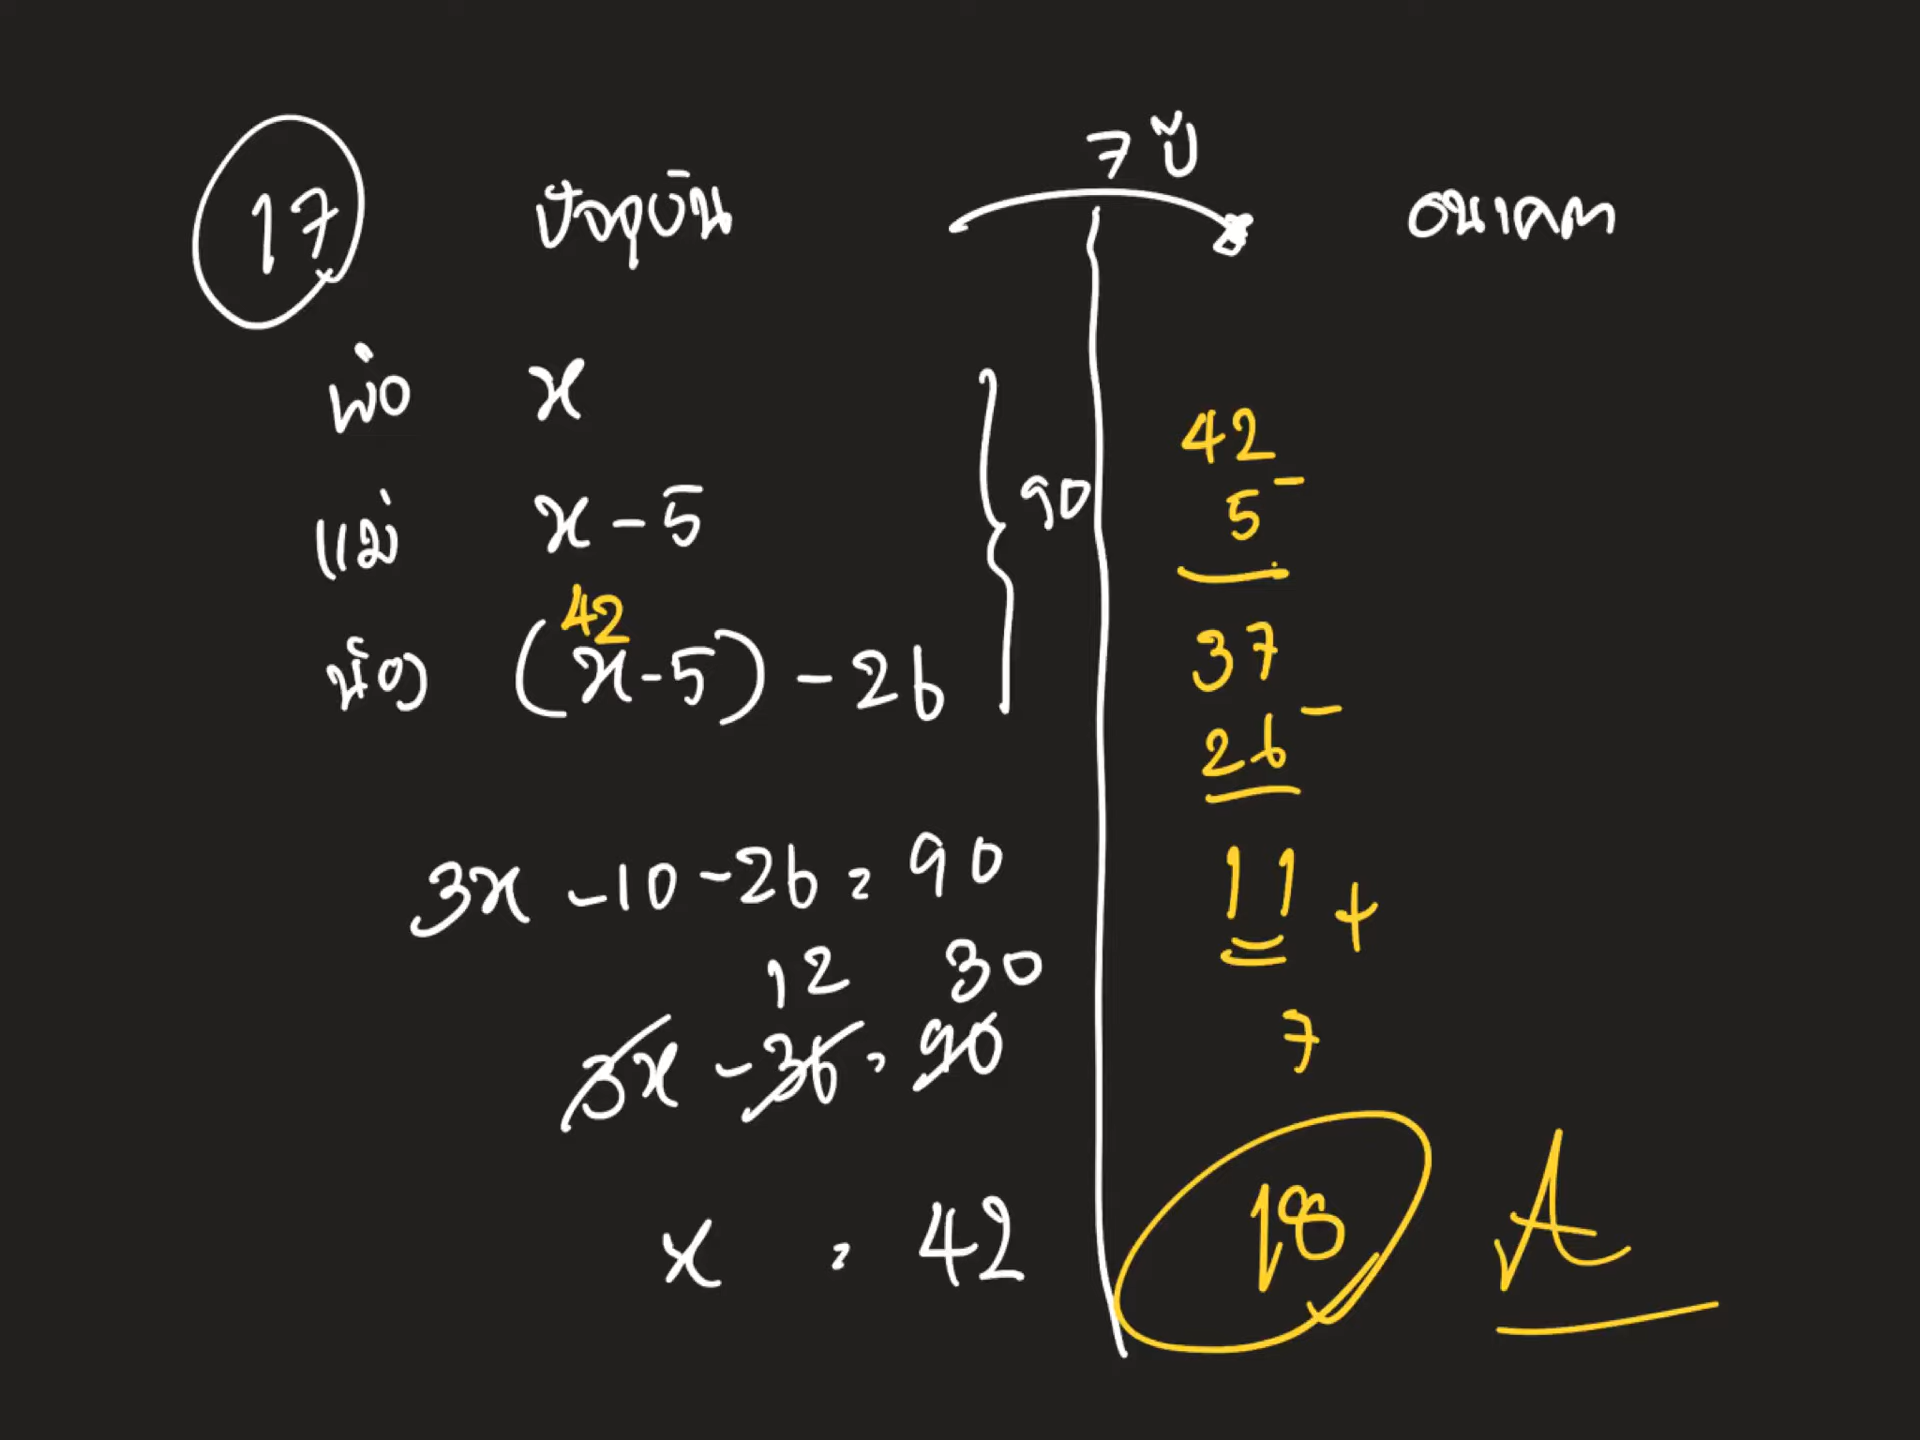 17 ปัจจุบัน 7 ปี อนาคต
พ่อ x
แม่ x - 5 90
42
น้อง (x - 5) - 26
3x - 10 - 26 = 90
12 30
3x - 36 = 90
x = 42
42 -
5
37
26 -
11 +
7
18 A